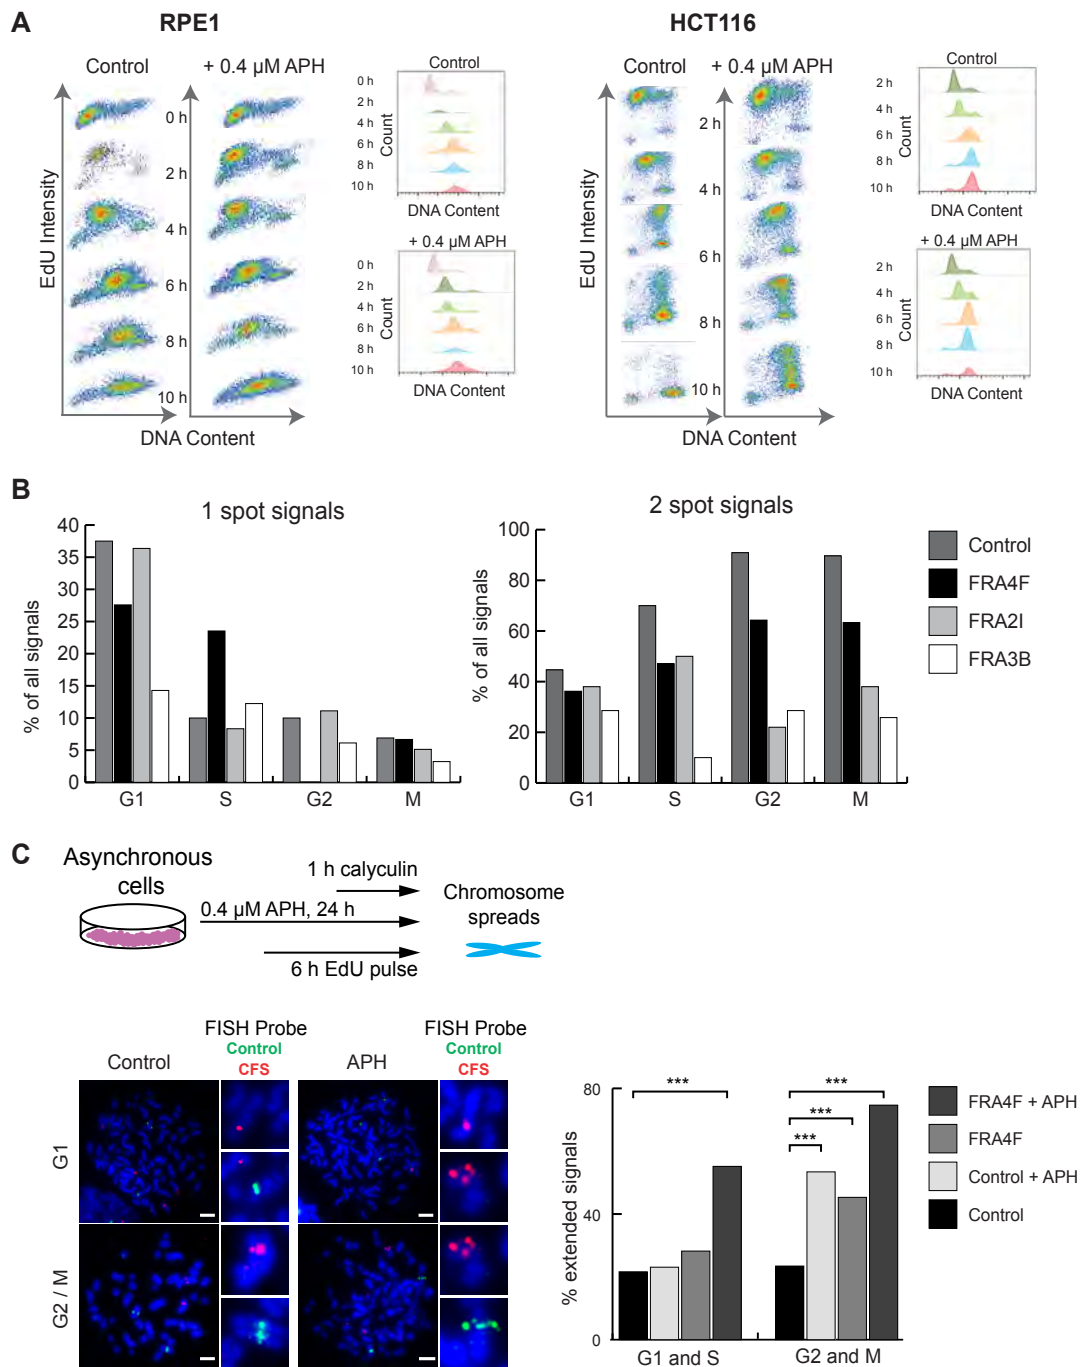 A
RPE1
HCT116
Control
+ 0.4 µM APH
EdU Intensity
0 h
2 h
4 h
6 h
8 h
10 h
DNA Content
Control
Count
0 h
2 h
4 h
6 h
8 h
10 h
DNA Content
+ 0.4 µM APH
Count
0 h
2 h
4 h
6 h
8 h
10 h
DNA Content
Control
+ 0.4 µM APH
EdU Intensity
2 h
4 h
6 h
8 h
10 h
DNA Content
Control
Count
2 h
4 h
6 h
8 h
10 h
DNA Content
+ 0.4 µM APH
Count
2 h
4 h
6 h
8 h
10 h
DNA Content
B
1 spot signals
% of all signals
40
35
30
25
20
15
10
5
0
G1
S
G2
M
2 spot signals
% of all signals
100
80
60
40
20
0
G1
S
G2
M
Control
FRA4F
FRA2I
FRA3B
C
Asynchronous
cells
1 h calyculin
0.4 µM APH, 24 h
6 h EdU pulse
Chromosome
spreads
Control
FISH Probe
Control
CFS
APH
FISH Probe
Control
CFS
G1
G2 / M
% extended signals
80
40
0
***
***
***
***
G1 and S
G2 and M
FRA4F + APH
FRA4F
Control + APH
Control